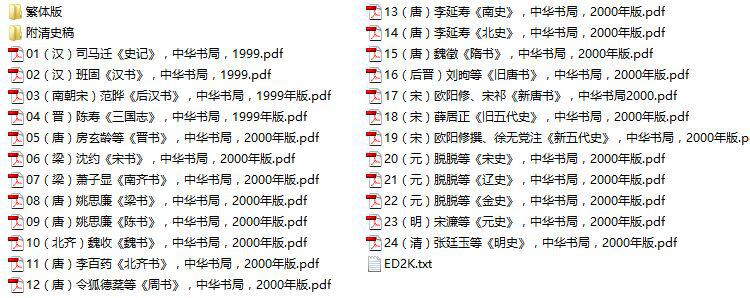 繁体版
附清史稿
01（汉）司马迁《史记》，中华书局，1999.pdf
02（汉）班固《汉书》，中华书局，1999.pdf
03（南朝宋）范晔《后汉书》，中华书局，1999年版.pdf
04（晋）陈寿《三国志》，中华书局，1999年版.pdf
05（唐）房玄龄等《晋书》，中华书局，2000年版.pdf
06（梁）沈约《宋书》，中华书局，2000年版.pdf
07（梁）萧子显《南齐书》，中华书局，2000年版.pdf
08（唐）姚思廉《梁书》，中华书局，2000年版.pdf
09（唐）姚思廉《陈书》，中华书局，2000年版.pdf
10（北齐）魏收《魏书》，中华书局，2000年版.pdf
11（唐）李百药《北齐书》，中华书局，2000年版.pdf
12（唐）令狐德棻等《周书》，中华书局，2000年版.pdf
13（唐）李延寿《南史》，中华书局，2000年版.pdf
14（唐）李延寿《北史》，中华书局，2000年版.pdf
15（唐）魏徵《隋书》，中华书局，2000年版.pdf
16（后晋）刘昫等《旧唐书》，中华书局，2000年版.pdf
17（宋）欧阳修、宋祁《新唐书》，中华书局2000.pdf
18（宋）薛居正《旧五代史》，中华书局，2000年版.pdf
19（宋）欧阳修撰、徐无党注《新五代史》，中华书局，2000年版.p
20（元）脱脱等《宋史》，中华书局，2000年版.pdf
21（元）脱脱等《辽史》，中华书局，2000年版.pdf
22（元）脱脱等《金史》，中华书局，2000年版.pdf
23（明）宋濂等《元史》，中华书局，2000年版.pdf
24（清）张廷玉等《明史》，中华书局，2000年版.pdf
ED2K.txt